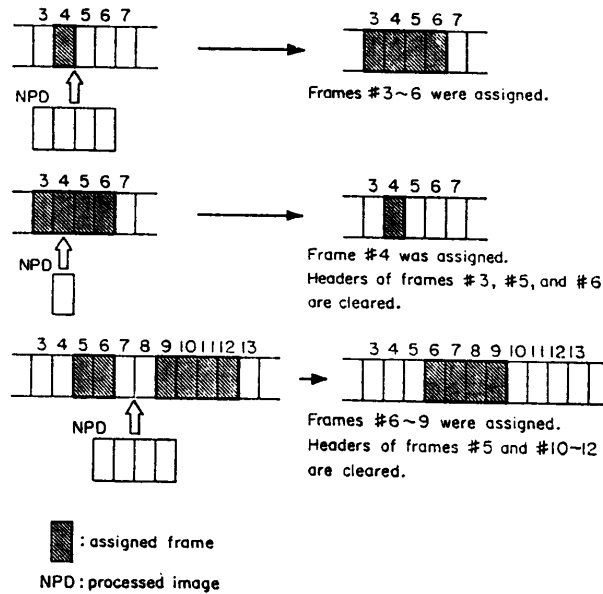 3 4 5 6 7
3 4 5 6 7
NPD
Frames #3~6 were assigned.
3 4 5 6 7
3 4 5 6 7
NPD
Frame #4 was assigned.
Headers of frames #3, #5, and #6
are cleared.
3 4 5 6 7 8 9 10 11 12 13
3 4 5 6 7 8 9 10 11 12 13
NPD
Frames #6~9 were assigned.
Headers of frames #5 and #10~12
are cleared.
: assigned frame
NPD : processed image